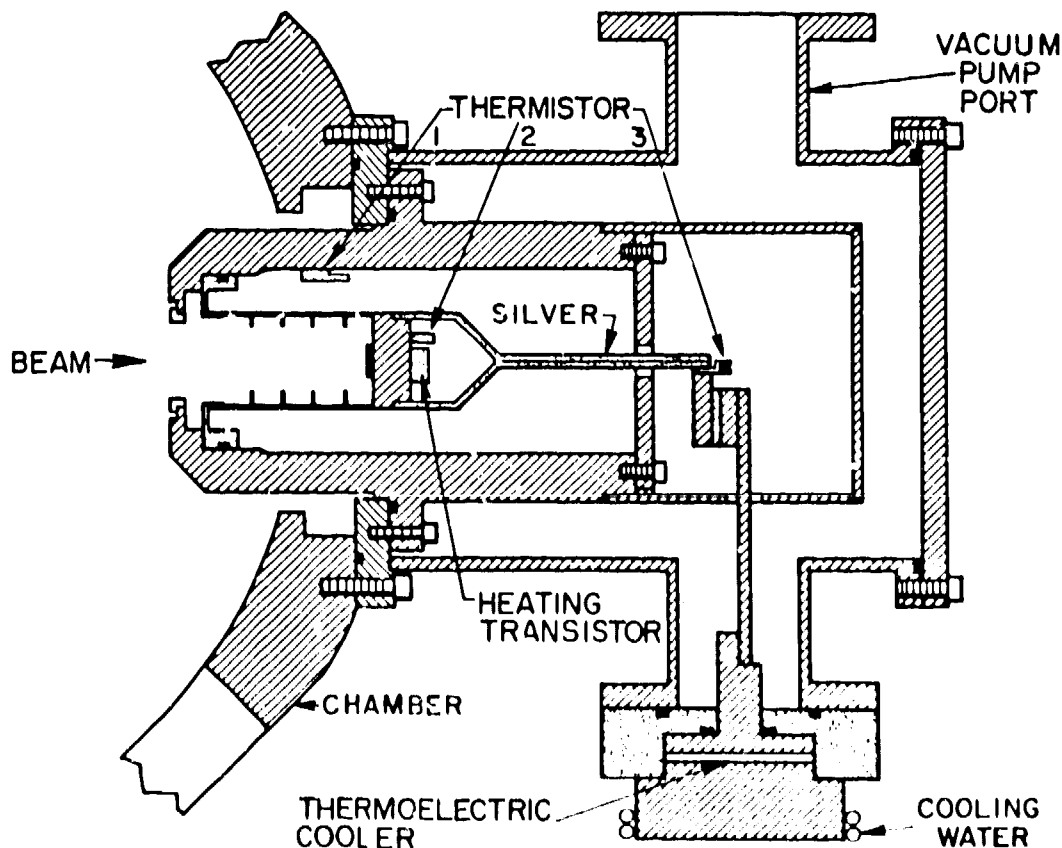 VACUUM
PUMP
PORT
THERMISTOR
1 2 3
SILVER
BEAM
HEATING
TRANSISTOR
CHAMBER
THERMOELECTRIC
COOLER
COOLING
WATER